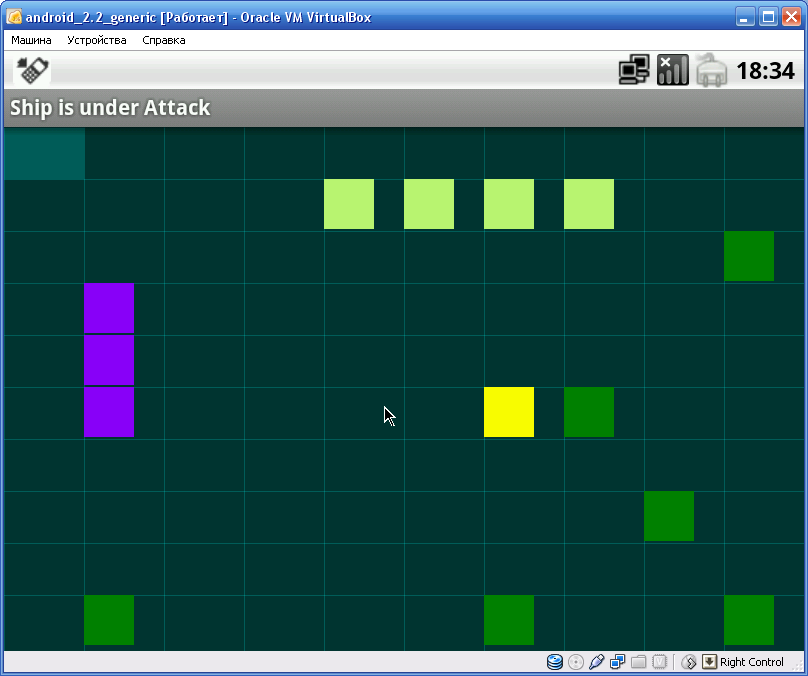 android_2.2_generic [Работает] - Oracle VM VirtualBox
Машина Устройства Справка
18:34
Ship is under Attack
Right Control